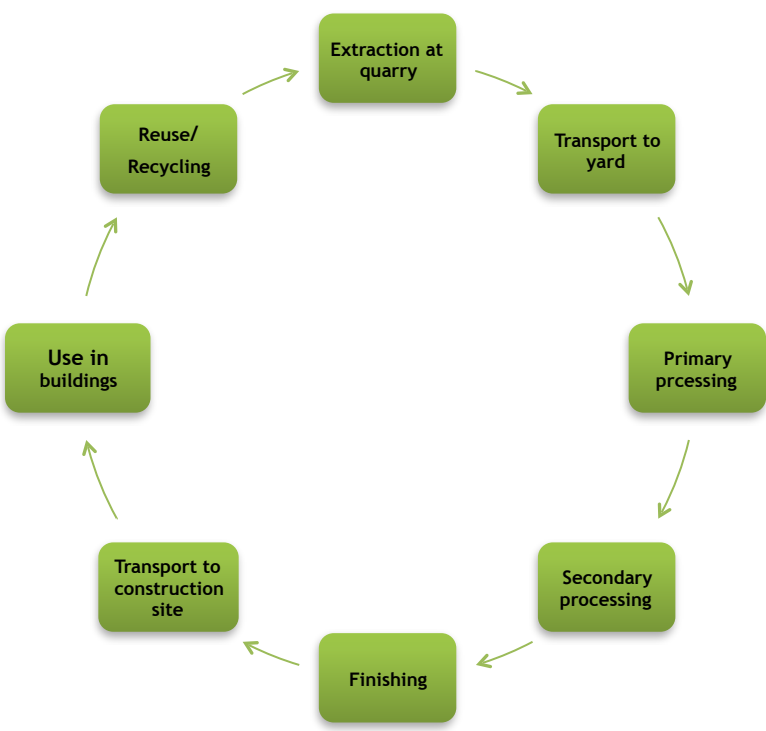 Extraction at
quarry
Transport to
yard
Primary
prcessing
Secondary
processing
Finishing
Transport to
construction
site
Use in
buildings
Reuse/
Recycling